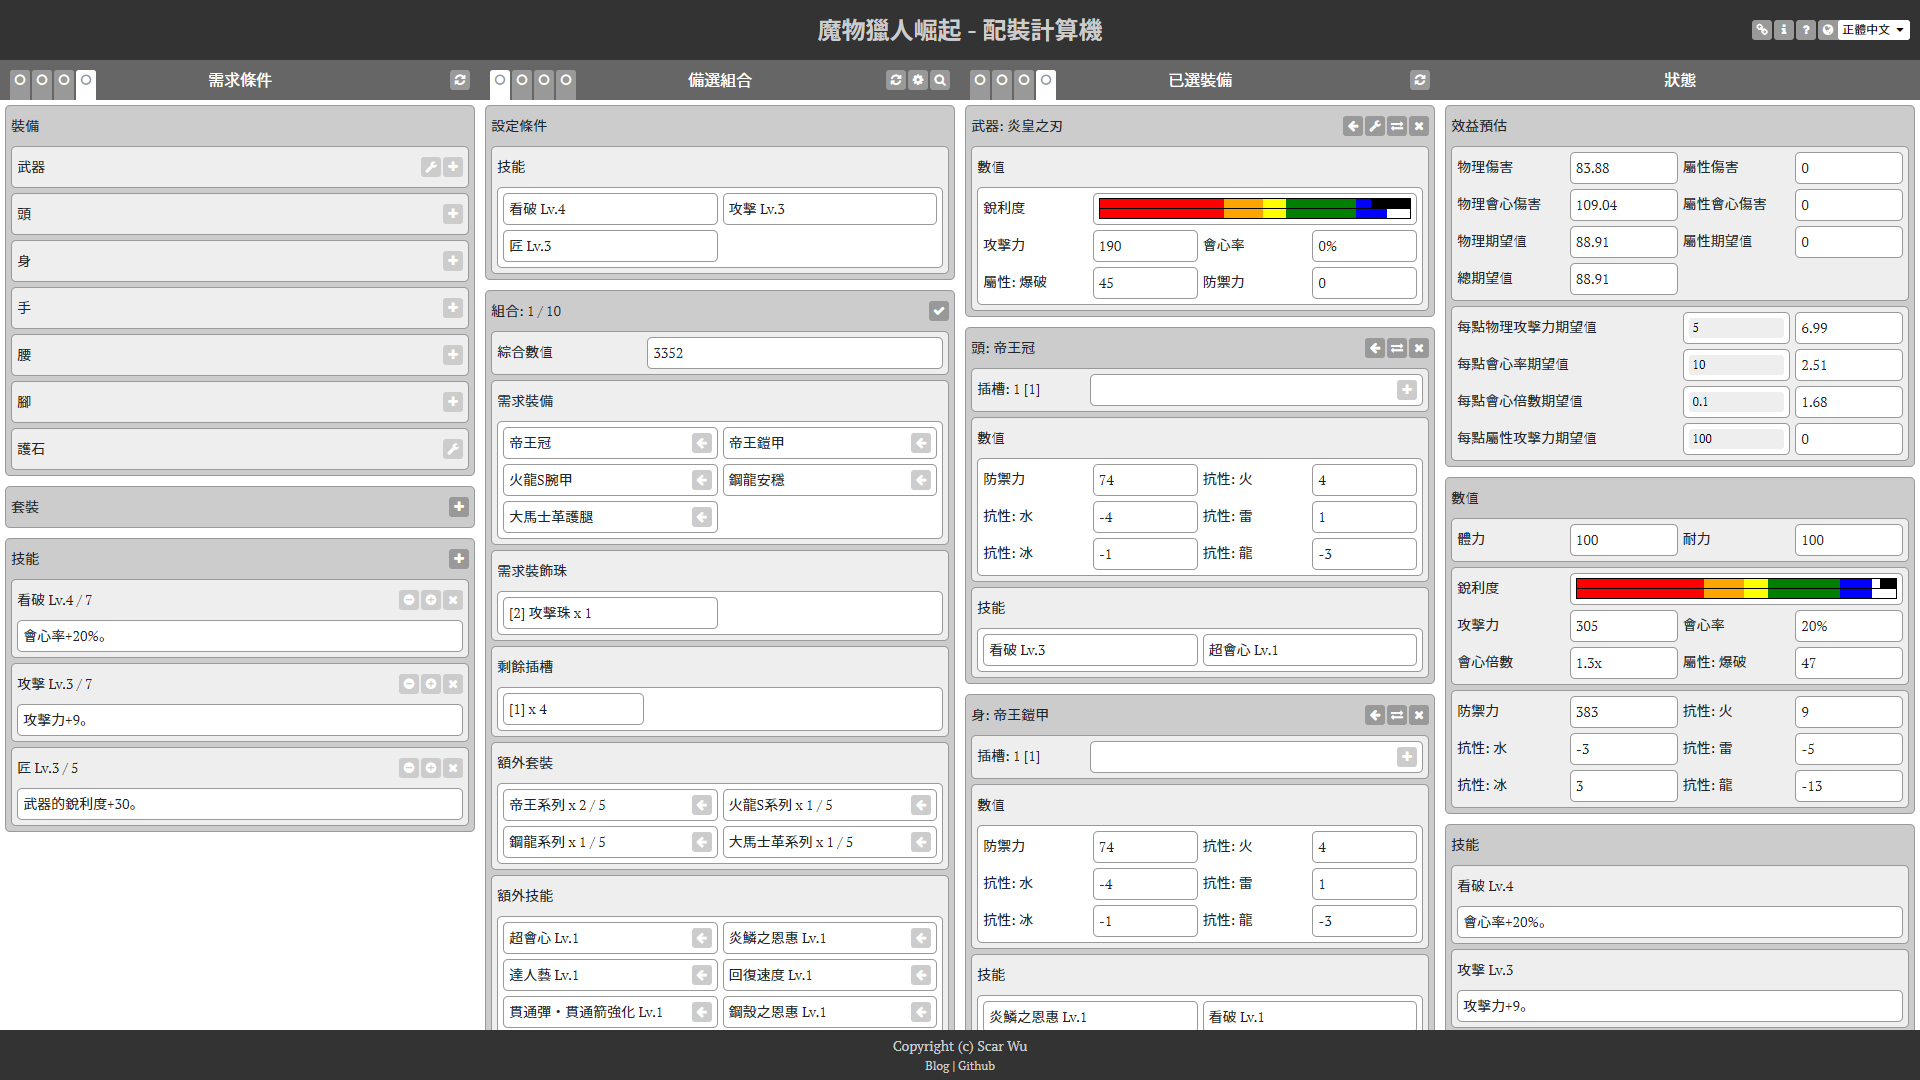 魔物獵人崛起 - 配裝計算機
正體中文
需求條件
裝備
武器
頭
身
手
腰
腳
護石
套裝
技能
看破 Lv.4 / 7
會心率+20%。
攻擊 Lv.3 / 7
攻擊力+9。
匠 Lv.3 / 5
武器的銳利度+30。
備選組合
設定條件
技能
看破 Lv.4 攻擊 Lv.3
匠 Lv.3
組合: 1 / 10
綜合數值 3352
需求裝備
帝王冠 帝王鎧甲
火龍S腕甲 鋼龍安穩
大馬士革護腿
需求裝飾珠
[2] 攻擊珠 x 1
剩餘插槽
[1] x 4
額外套裝
帝王系列 x 2 / 5 火龍S系列 x 1 / 5
鋼龍系列 x 1 / 5 大馬士革系列 x 1 / 5
額外技能
超會心 Lv.1 炎鱗之恩惠 Lv.1
達人藝 Lv.1 回復速度 Lv.1
貫通彈・貫通箭強化 Lv.1 鋼殼之恩惠 Lv.1
已選裝備
武器: 炎皇之刃
數值
銳利度
攻擊力 190 會心率 0%
屬性: 爆破 45 防禦力 0
頭: 帝王冠
插槽: 1 [1]
數值
防禦力 74 抗性: 火 4
抗性: 水 -4 抗性: 雷 1
抗性: 冰 -1 抗性: 龍 -3
技能
看破 Lv.3 超會心 Lv.1
身: 帝王鎧甲
插槽: 1 [1]
數值
防禦力 74 抗性: 火 4
抗性: 水 -4 抗性: 雷 1
抗性: 冰 -1 抗性: 龍 -3
技能
炎鱗之恩惠 Lv.1 看破 Lv.1
狀態
效益預估
物理傷害 83.88 屬性傷害 0
物理會心傷害 109.04 屬性會心傷害 0
物理期望值 88.91 屬性期望值 0
總期望值 88.91
每點物理攻擊力期望值 5 6.99
每點會心率期望值 10 2.51
每點會心倍數期望值 0.1 1.68
每點屬性攻擊力期望值 100 0
數值
體力 100 耐力 100
銳利度
攻擊力 305 會心率 20%
會心倍數 1.3x 屬性: 爆破 47
防禦力 383 抗性: 火 9
抗性: 水 -3 抗性: 雷 -5
抗性: 冰 3 抗性: 龍 -13
技能
看破 Lv.4
會心率+20%。
攻擊 Lv.3
攻擊力+9。
Copyright (c) Scar Wu
Blog | Github